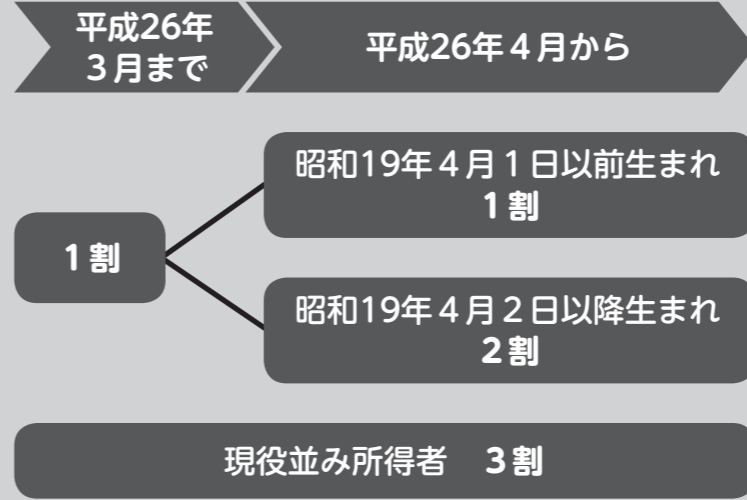 平成26年
３月まで
平成26年４月から
昭和19年４月１日以前生まれ
１割
１割
昭和19年４月２日以降生まれ
２割
現役並み所得者　３割